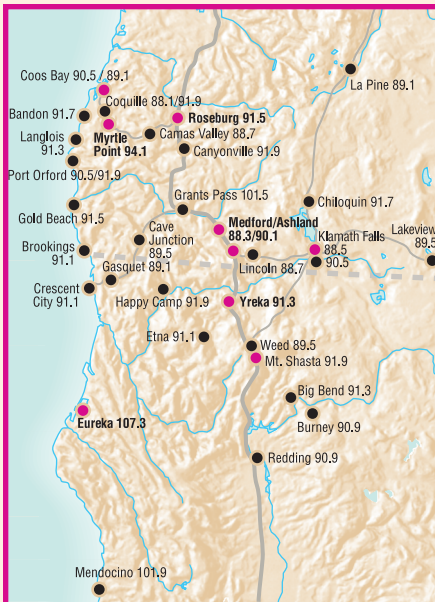 Coos Bay 90.5 / 89.1
La Pine 89.1
Coquille 88.1/91.9
Bandon 91.7
Roseburg 91.5
Langlois
91.3
Myrtle
Point 94.1
Camas Valley 88.7
Canyonville 91.9
Port Orford 90.5/91.9
Grants Pass 101.5
Chiloquin 91.7
Gold Beach 91.5
Medford/Ashland
88.3/90.1
Cave
Junction
89.5
Klamath Falls
88.5
90.5
Lakeview
89.5
Brookings
91.1
Lincoln 88.7
Gasquet 89.1
Crescent
City 91.1
Happy Camp 91.9
Yreka 91.3
Etna 91.1
Weed 89.5
Mt. Shasta 91.9
Big Bend 91.3
Eureka 107.3
Burney 90.9
Redding 90.9
Mendocino 101.9